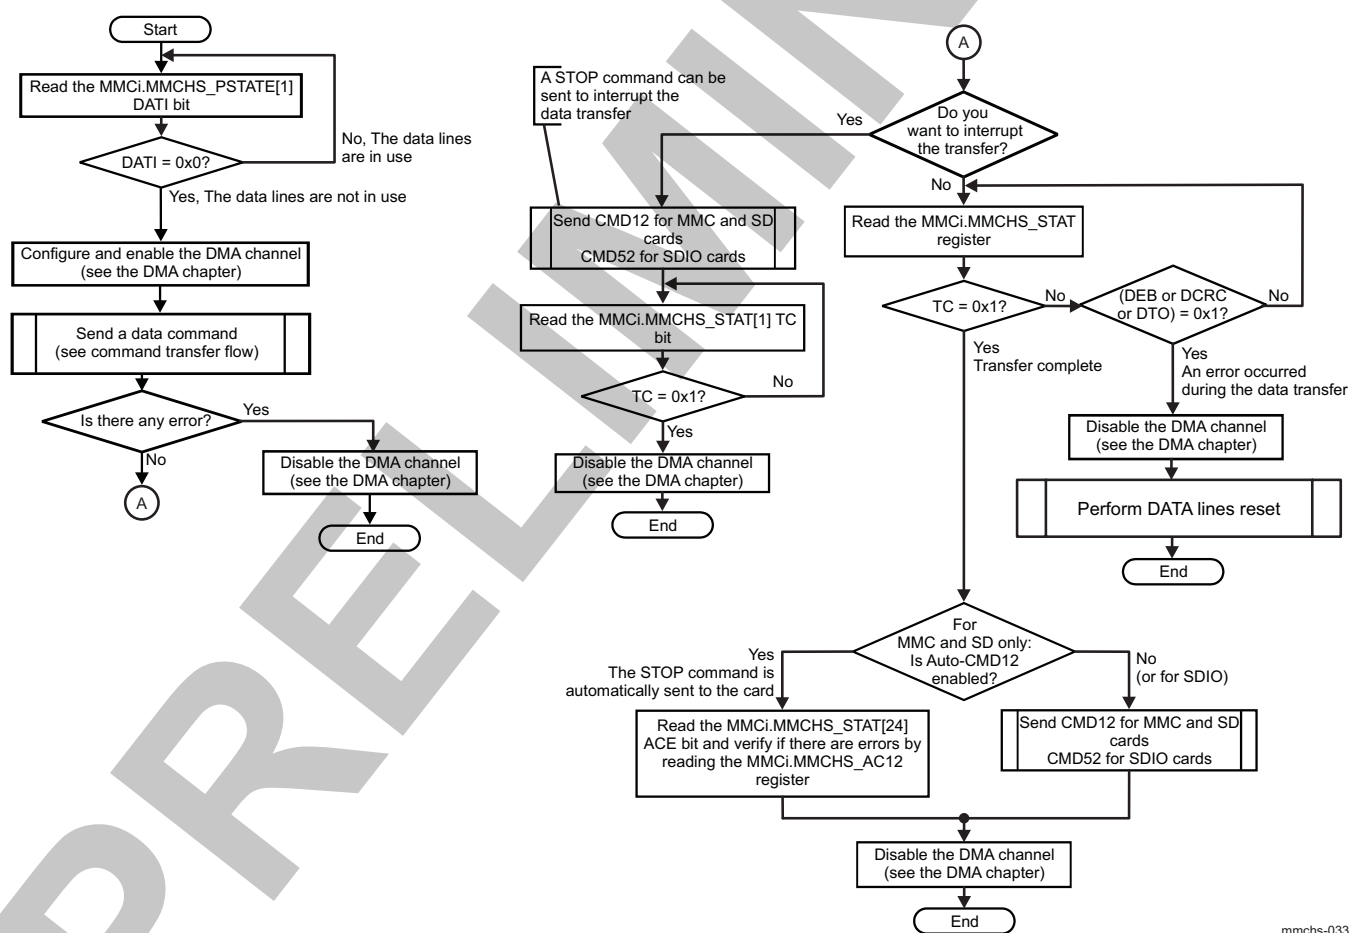 Start
Read the MMCi.MMCHS_PSTATE[1]
DATI bit
DATI = 0x0?
No, The data lines
are in use
Yes, The data lines are not in use
Configure and enable the DMA channel
(see the DMA chapter)
Send a data command
(see command transfer flow)
Is there any error?
Yes
No
A
Disable the DMA channel
(see the DMA chapter)
End
A STOP command can be
sent to interrupt the
data transfer
Send CMD12 for MMC and SD
cards
CMD52 for SDIO cards
Read the MMCi.MMCHS_STAT[1] TC
bit
TC = 0x1?
No
Yes
Disable the DMA channel
(see the DMA chapter)
End
A
Do you
want to interrupt
the transfer?
Yes
No
Read the MMCi.MMCHS_STAT
register
TC = 0x1?
No
(DEB or DCRC
or DTO) = 0x1?
No
Yes
Transfer complete
Yes
An error occurred
during the data transfer
Disable the DMA channel
(see the DMA chapter)
Perform DATA lines reset
End
For
MMC and SD only:
Is Auto-CMD12
enabled?
Yes
The STOP command is
automatically sent to the card
No
(or for SDIO)
Read the MMCi.MMCHS_STAT[24]
ACE bit and verify if there are errors by
reading the MMCi.MMCHS_AC12
register
Send CMD12 for MMC and SD
cards
CMD52 for SDIO cards
Disable the DMA channel
(see the DMA chapter)
End
mmchs-033
PRELIM